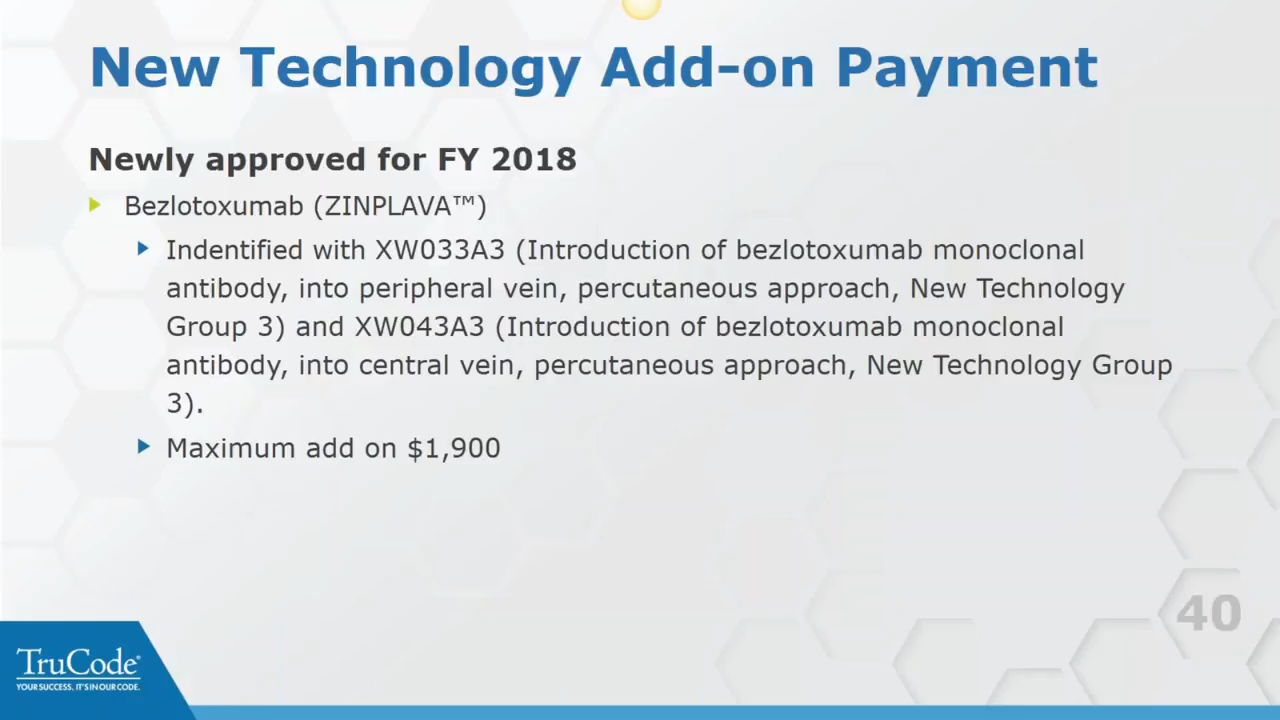 New Technology Add-on Payment
Newly approved for FY 2018
Bezlotoxumab (ZINPLAVA™)
Indentified with XW033A3 (Introduction of bezlotoxumab monoclonal
antibody, into peripheral vein, percutaneous approach, New Technology
Group 3) and XW043A3 (Introduction of bezlotoxumab monoclonal
antibody, into central vein, percutaneous approach, New Technology Group
3).
Maximum add on $1,900
40
TruCode®
YOUR SUCCESS, IT'S IN OUR CODE.